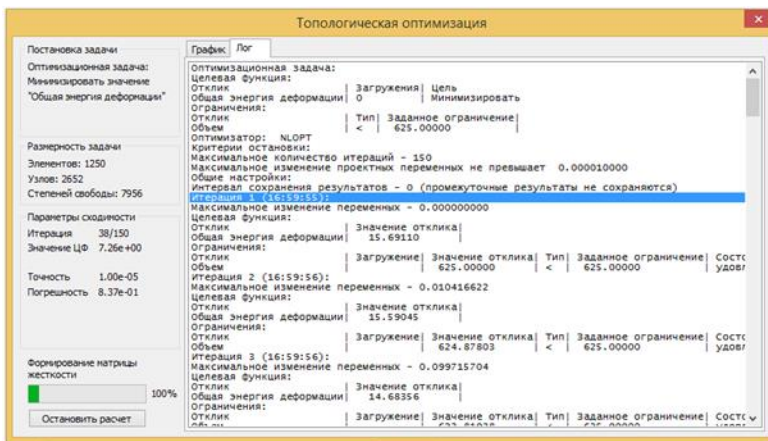 Топологическая оптимизация
Постановка задачи
Оптимизационная задача:
Минимизировать значение
"Общая энергия деформации"
Размерность задачи
Элементов: 1250
Узлов: 2652
Степеней свободы: 7956
Параметры сходимости
Итерация 38/150
Значение ЦФ 7.26e+00
Точность 1.00e-05
Погрешность 8.37e-01
Формирование матрицы
жесткости
100%
Остановить расчет
График Лог
Оптимизационная задача:
Целевая функция:
Отклик | Загружения| Цель
Общая энергия деформации| 0 | Минимизировать
Ограничения:
Отклик | Тип| Заданное ограничение|
Объем | < | 625.00000 |
Оптимизатор: NLOPT
Критерии остановки:
Максимальное количество итераций - 150
Максимальное изменение проектных переменных не превышает 0.000010000
Общие настройки:
Интервал сохранения результатов - 0 (промежуточные результаты не сохраняются)
Итерация 1 (16:59:55):
Максимальное изменение переменных - 0.000000000
Целевая функция:
Отклик | Значение отклика|
Общая энергия деформации| 15.69110 |
Ограничения:
Отклик | Загружение| Значение отклика| Тип| Заданное ограничение| Состо
Объем | | 625.00000 | < | 625.00000 | удовл
Итерация 2 (16:59:56):
Максимальное изменение переменных - 0.010416622
Целевая функция:
Отклик | Значение отклика|
Общая энергия деформации| 15.59045 |
Ограничения:
Отклик | Загружение| Значение отклика| Тип| Заданное ограничение| Состо
Объем | | 624.87803 | < | 625.00000 | удовл
Итерация 3 (16:59:56):
Максимальное изменение переменных - 0.099715704
Целевая функция:
Отклик | Значение отклика|
Общая энергия деформации| 14.68356 |
Ограничения:
Отклик | Загружение| Значение отклика| Тип| Заданное ограничение| Состо